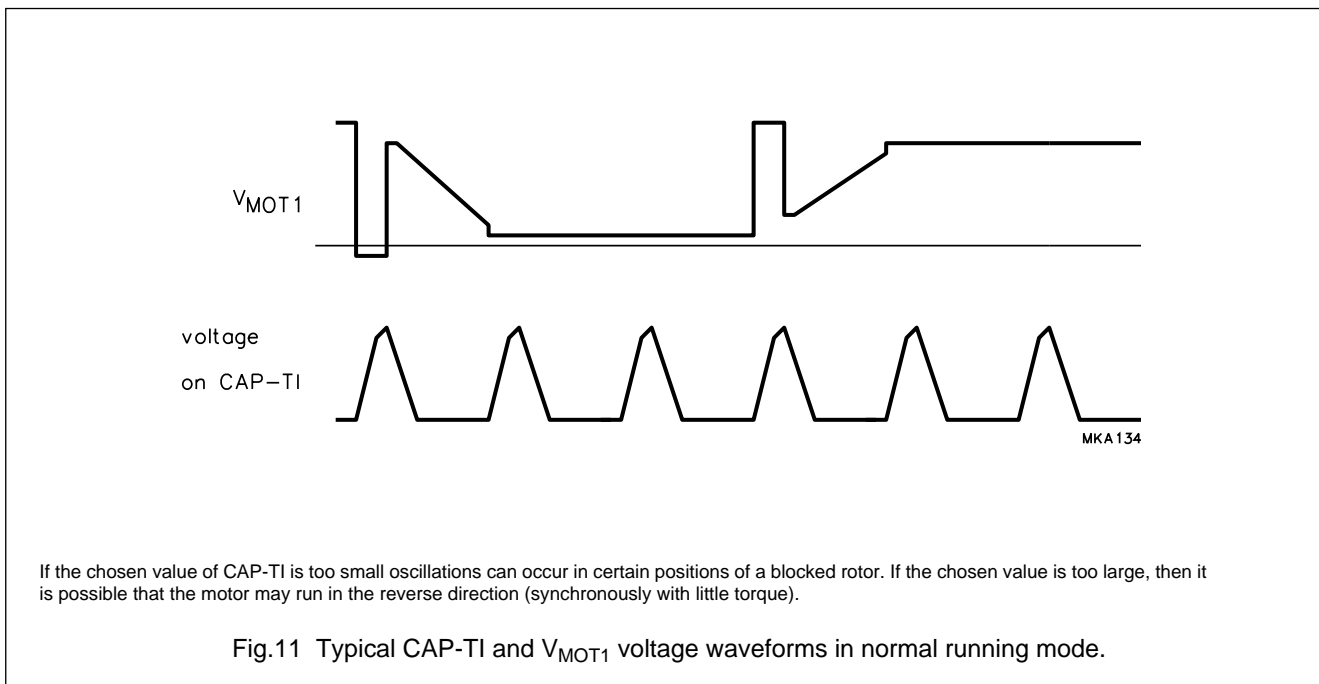 VMOT1
voltage
on CAP-TI
MKA134
If the chosen value of CAP-TI is too small oscillations can occur in certain positions of a blocked rotor. If the chosen value is too large, then it
is possible that the motor may run in the reverse direction (synchronously with little torque).
Fig.11 Typical CAP-TI and VMOT1 voltage waveforms in normal running mode.